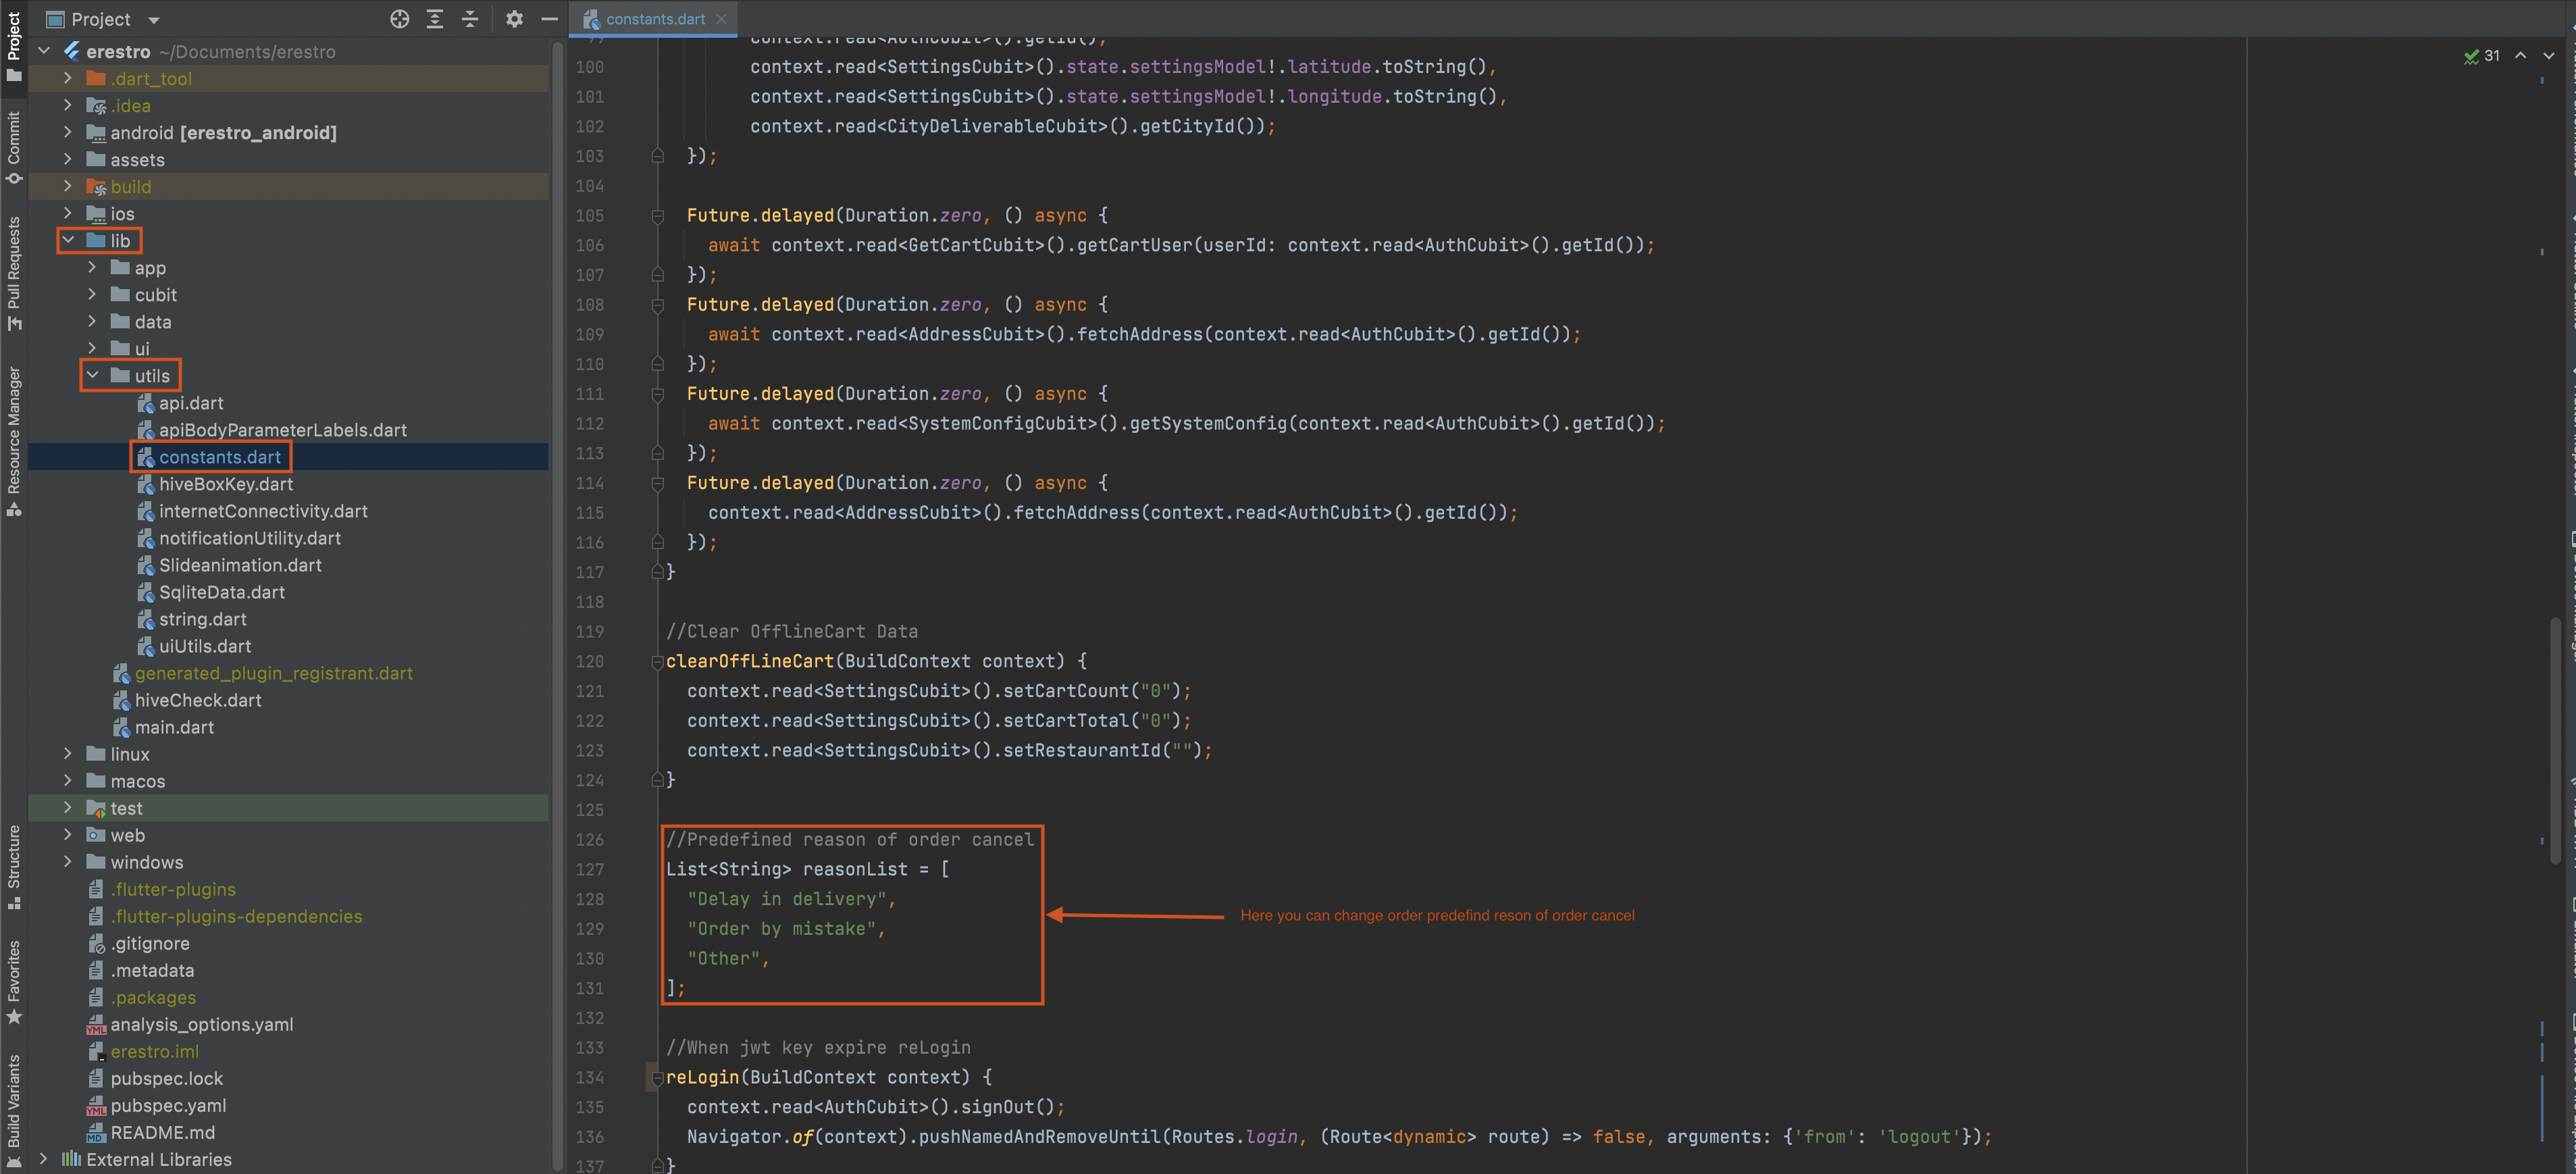 Project
Commit
Pull Requests
Resource Manager
Structure
Favorites
Build Variants
Project
erestro ~/Documents/erestro
.dart_tool
.idea
android [erestro_android]
assets
build
ios
lib
app
cubit
data
ui
utils
api.dart
apiBodyParameterLabels.dart
constants.dart
hiveBoxKey.dart
internetConnectivity.dart
notificationUtility.dart
Slideanimation.dart
SqliteData.dart
string.dart
uiUtils.dart
generated_plugin_registrant.dart
hiveCheck.dart
main.dart
linux
macos
test
web
windows
.flutter-plugins
.flutter-plugins-dependencies
.gitignore
.metadata
.packages
analysis_options.yaml
erestro.iml
pubspec.lock
pubspec.yaml
README.md
External Libraries
constants.dart
31
99 context.read<AuthCubit>().getId(),
100 context.read<SettingsCubit>().state.settingsModel!.latitude.toString(),
101 context.read<SettingsCubit>().state.settingsModel!.longitude.toString(),
102 context.read<CityDeliverableCubit>().getCityId());
103 });
104
105 Future.delayed(Duration.zero, () async {
106 await context.read<GetCartCubit>().getCartUser(userId: context.read<AuthCubit>().getId());
107 });
108 Future.delayed(Duration.zero, () async {
109 await context.read<AddressCubit>().fetchAddress(context.read<AuthCubit>().getId());
110 });
111 Future.delayed(Duration.zero, () async {
112 await context.read<SystemConfigCubit>().getSystemConfig(context.read<AuthCubit>().getId());
113 });
114 Future.delayed(Duration.zero, () async {
115 context.read<AddressCubit>().fetchAddress(context.read<AuthCubit>().getId());
116 });
117 }
118
119 //Clear OfflineCart Data
120 clearOffLineCart(BuildContext context) {
121 context.read<SettingsCubit>().setCartCount("0");
122 context.read<SettingsCubit>().setCartTotal("0");
123 context.read<SettingsCubit>().setRestaurantId("");
124 }
125
126 //Predefined reason of order cancel
127 List<String> reasonList = [
128 "Delay in delivery",
129 "Order by mistake",
130 "Other",
131 ];
Here you can change order predefind reson of order cancel
132
133 //When jwt key expire reLogin
134 reLogin(BuildContext context) {
135 context.read<AuthCubit>().signOut();
136 Navigator.of(context).pushNamedAndRemoveUntil(Routes.login, (Route<dynamic> route) => false, arguments: {'from': 'logout'});
137 }